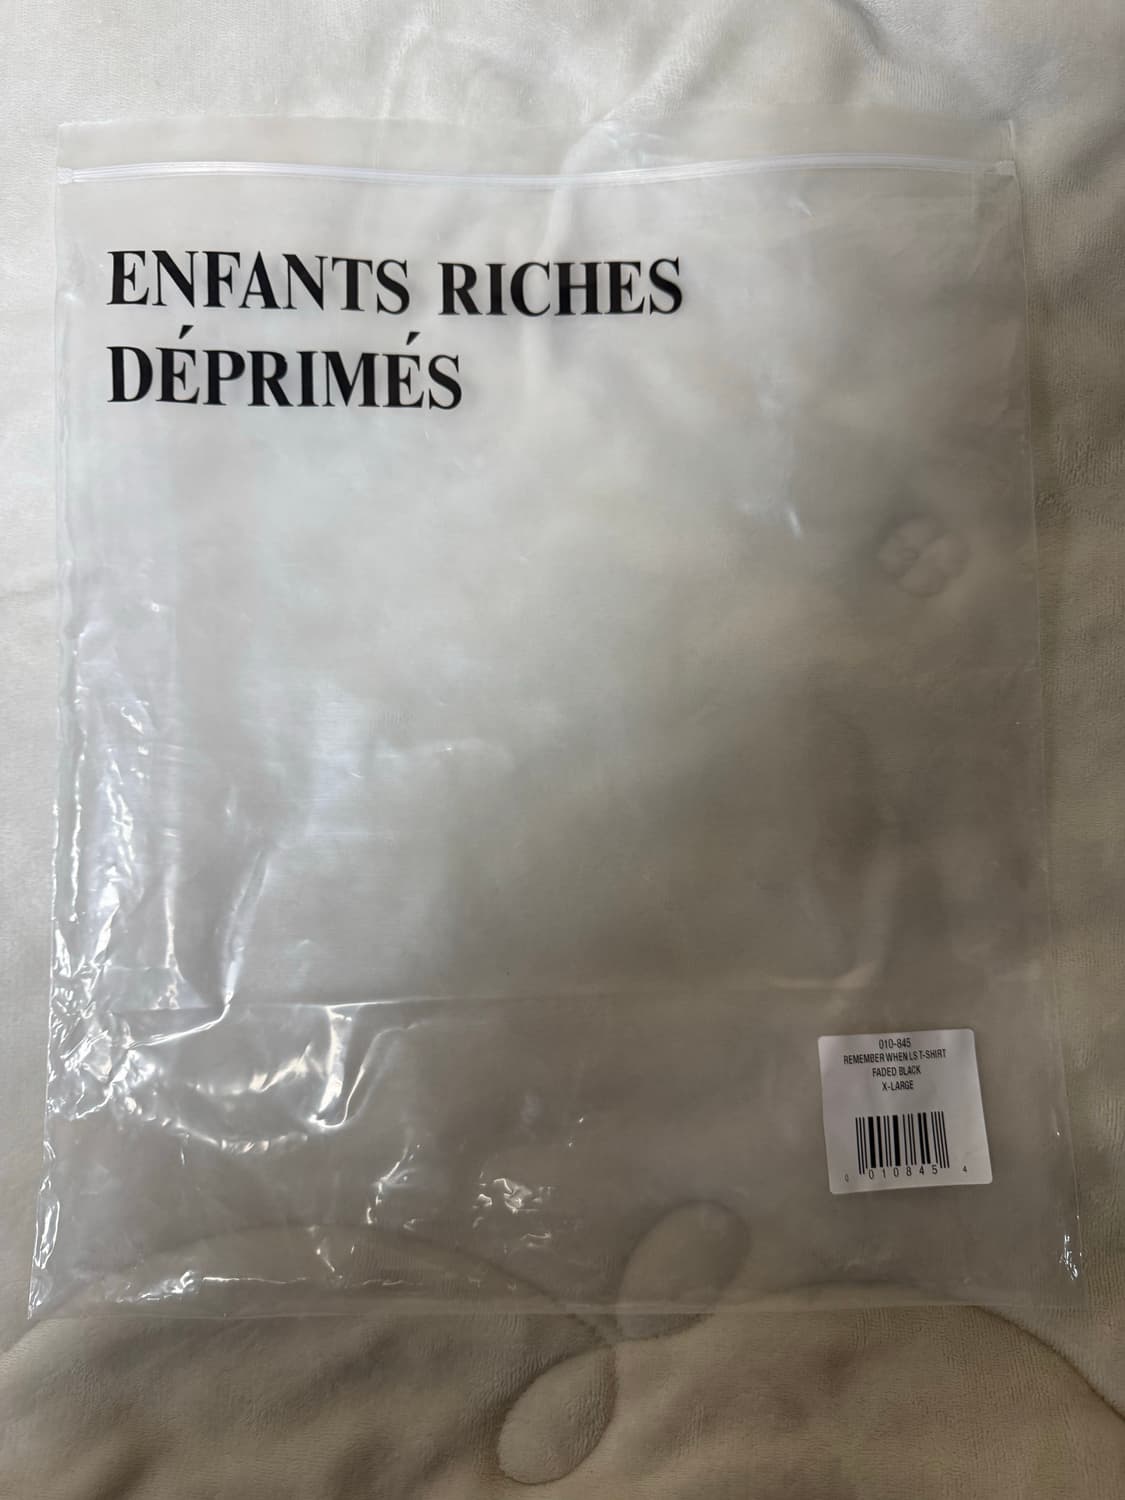 ENFANTS RICHES
DÉPRIMÉS
010-845
REMEMBER WHEN LS T-SHIRT
FADED BLACK
X-LARGE
0 010845 4